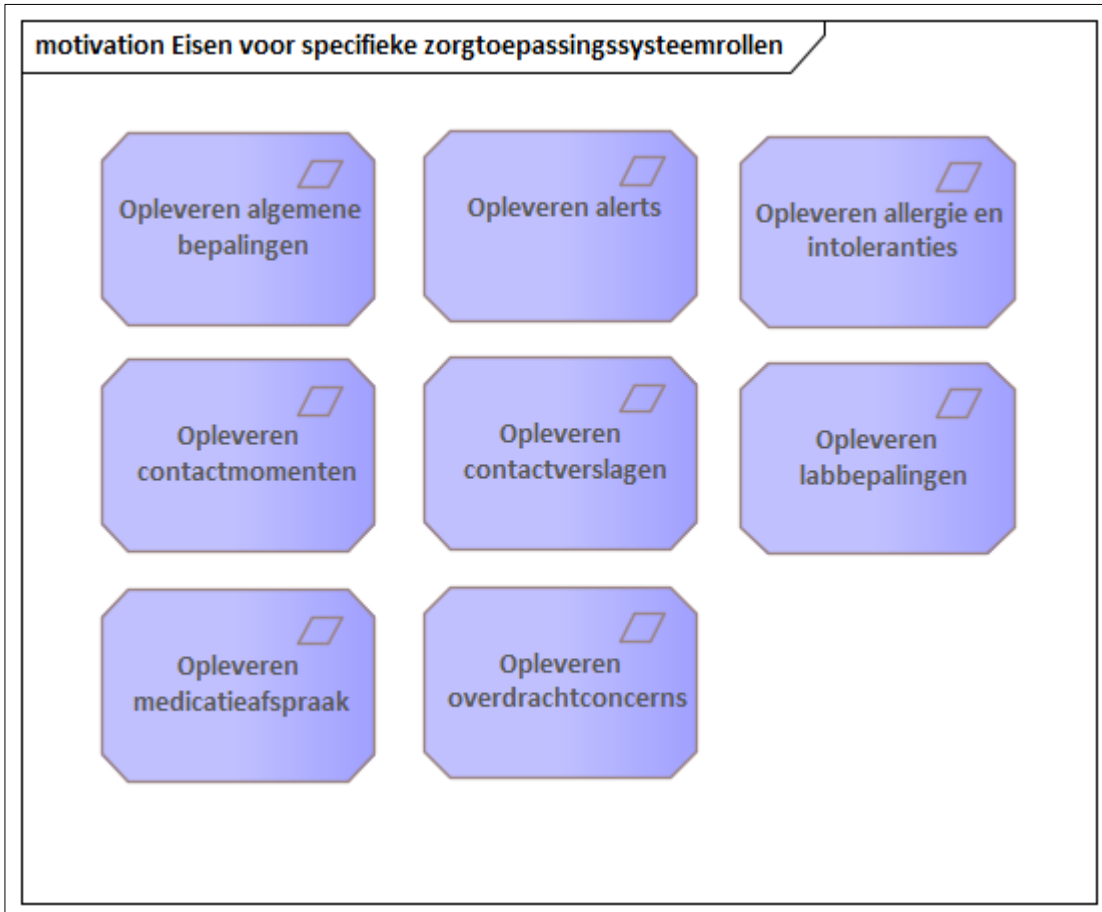 motivation Eisen voor specifieke zorgtoepassingssysteemrollen
Opleveren algemene
bepalingen
Opleveren alerts
Opleveren allergie en
intoleranties
Opleveren
contactmomenten
Opleveren
contactverslagen
Opleveren
labbepalingen
Opleveren
medicatieafspraak
Opleveren
overdrachtconcerns